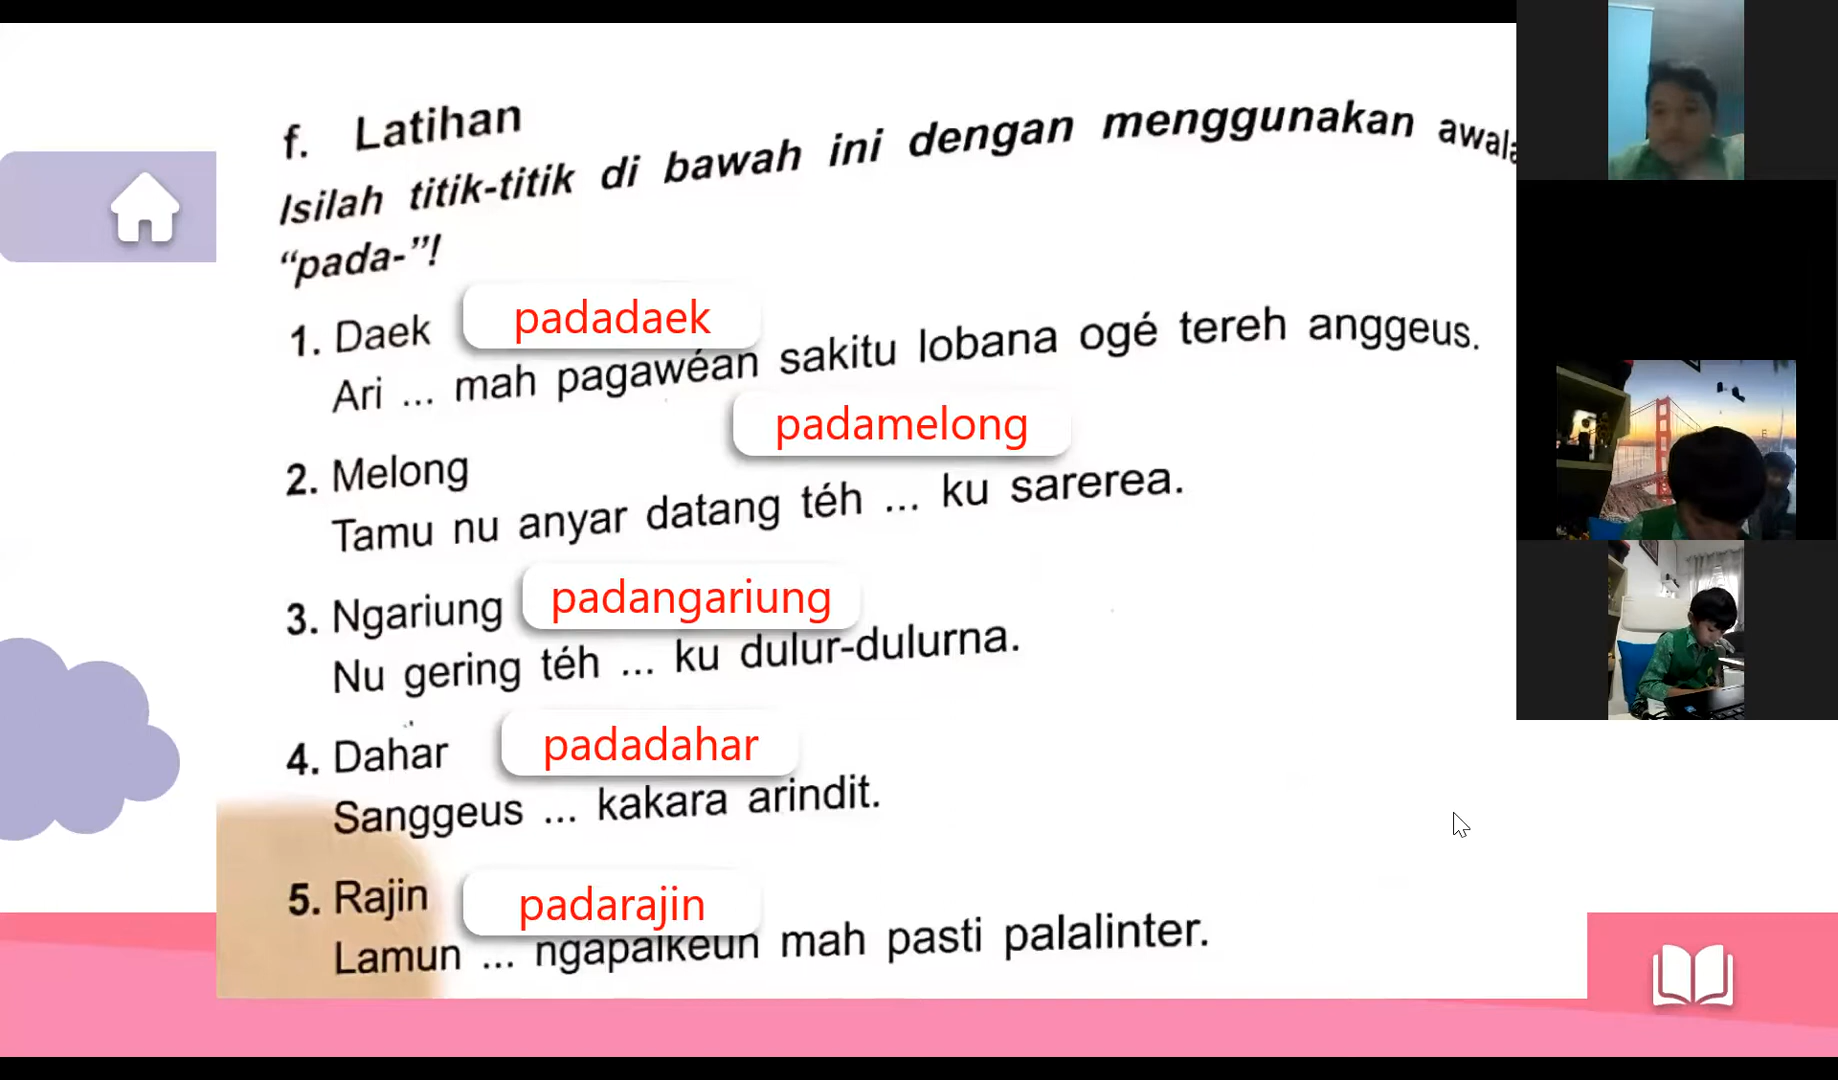 f. Latihan
Isilah titik-titik di bawah ini dengan menggunakan
"pada-"!
1. Daek padadaek
Ari ... mah pagawéan sakitu lobana ogé tereh anggeus.
padamelong
2. Melong
Tamu nu anyar datang téh ... ku sarerea.
3. Ngariung padangariung
Nu gering téh ... ku dulur-dulurna.
4. Dahar padadahar
Sanggeus ... kakara arindit.
5. Rajin padarajin
Lamun ... ngapalkeun mah pasti palalinter.